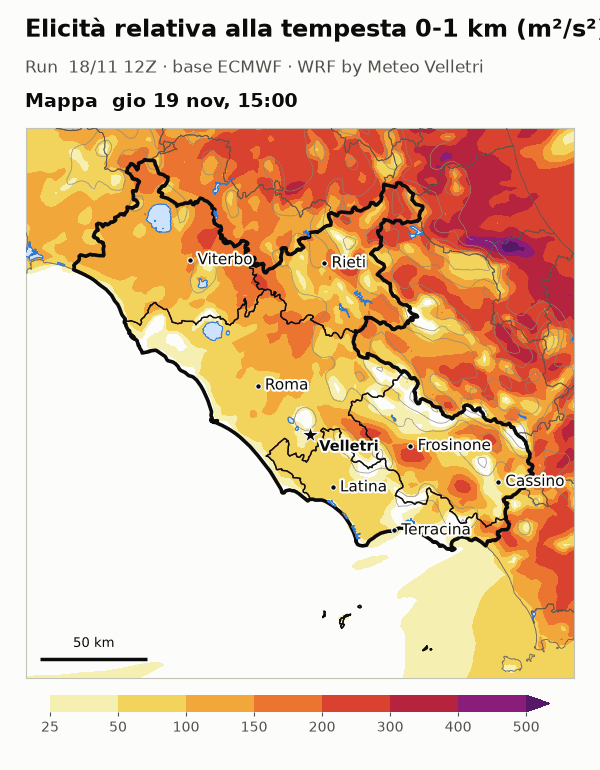 Elicità relativa alla tempesta 0-1 km (m²/s²)
Run  18/11 12Z · base ECMWF · WRF by Meteo Velletri
Mappa  gio 19 nov, 15:00
Viterbo
Rieti
Roma
Velletri
Frosinone
Cassino
Latina
Terracina
50 km
25 50 100 150 200 300 400 500